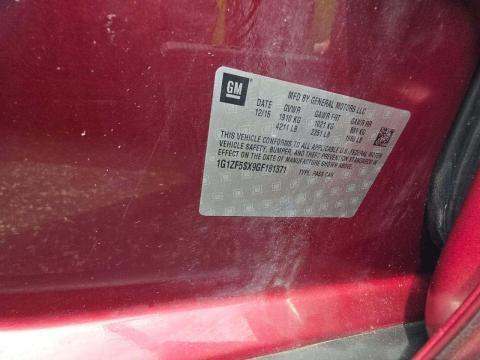 GM
MFD BY GENERAL MOTORS LLC
DATE GVWR GAWR FRT GAWR RR
12/15 1910 KG 1021 KG 891 KG
4211 LB 2251 LB LB
THIS VEHICLE CONFORMS TO ALL APPLICABLE U.S. FEDERAL MOTOR
VEHICLE SAFETY, BUMPER, AND THEFT PREVENTION STANDARDS IN
EFFECT ON THE DATE OF MANUFACTURE SHOWN ABOVE.
1G1ZF5SX9GF181371 TYPE: PASS CAR